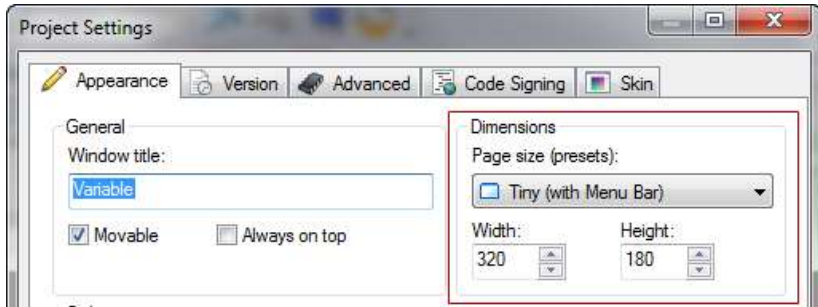 Project Settings
Appearance Version Advanced Code Signing Skin
General
Window title:
Variable
Movable Always on top
Dimensions
Page size (presets):
Tiny (with Menu Bar)
Width: Height:
320 180